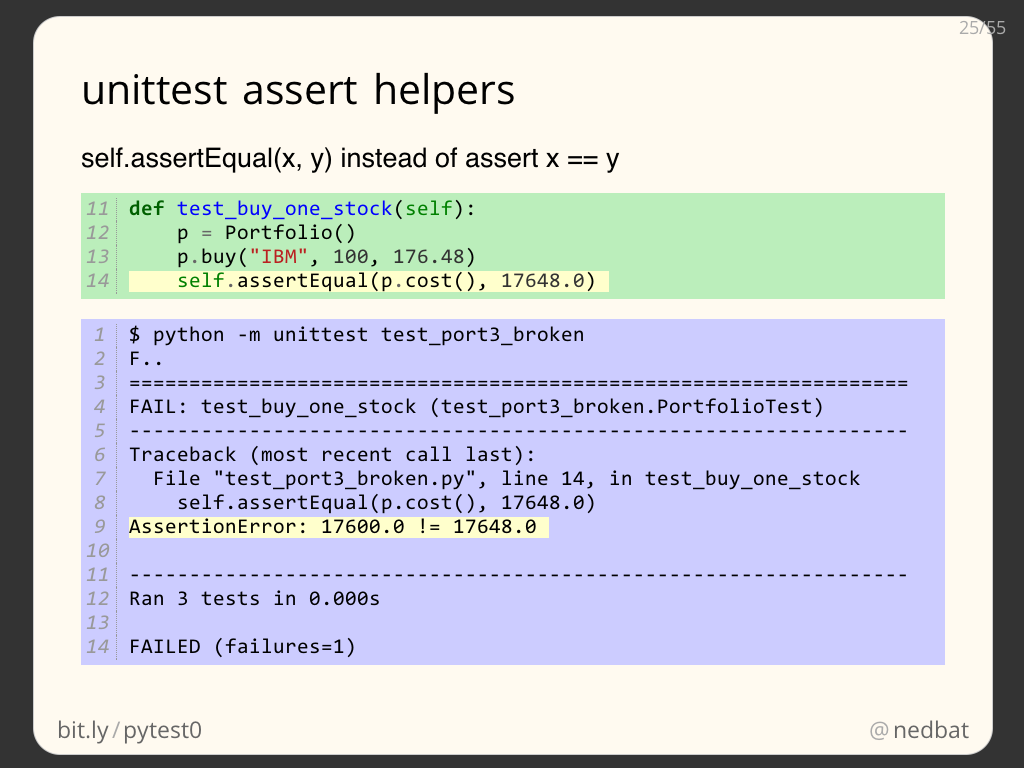 25/55
unittest assert helpers
self.assertEqual(x, y) instead of assert x == y
11 def test_buy_one_stock(self):
12     p = Portfolio()
13     p.buy("IBM", 100, 176.48)
14     self.assertEqual(p.cost(), 17648.0)
1 $ python -m unittest test_port3_broken
2 F..
3 =================================================================
4 FAIL: test_buy_one_stock (test_port3_broken.PortfolioTest)
5 -----------------------------------------------------------------
6 Traceback (most recent call last):
7   File "test_port3_broken.py", line 14, in test_buy_one_stock
8     self.assertEqual(p.cost(), 17648.0)
9 AssertionError: 17600.0 != 17648.0
10
11 -----------------------------------------------------------------
12 Ran 3 tests in 0.000s
13
14 FAILED (failures=1)
bit.ly/pytest0
@nedbat